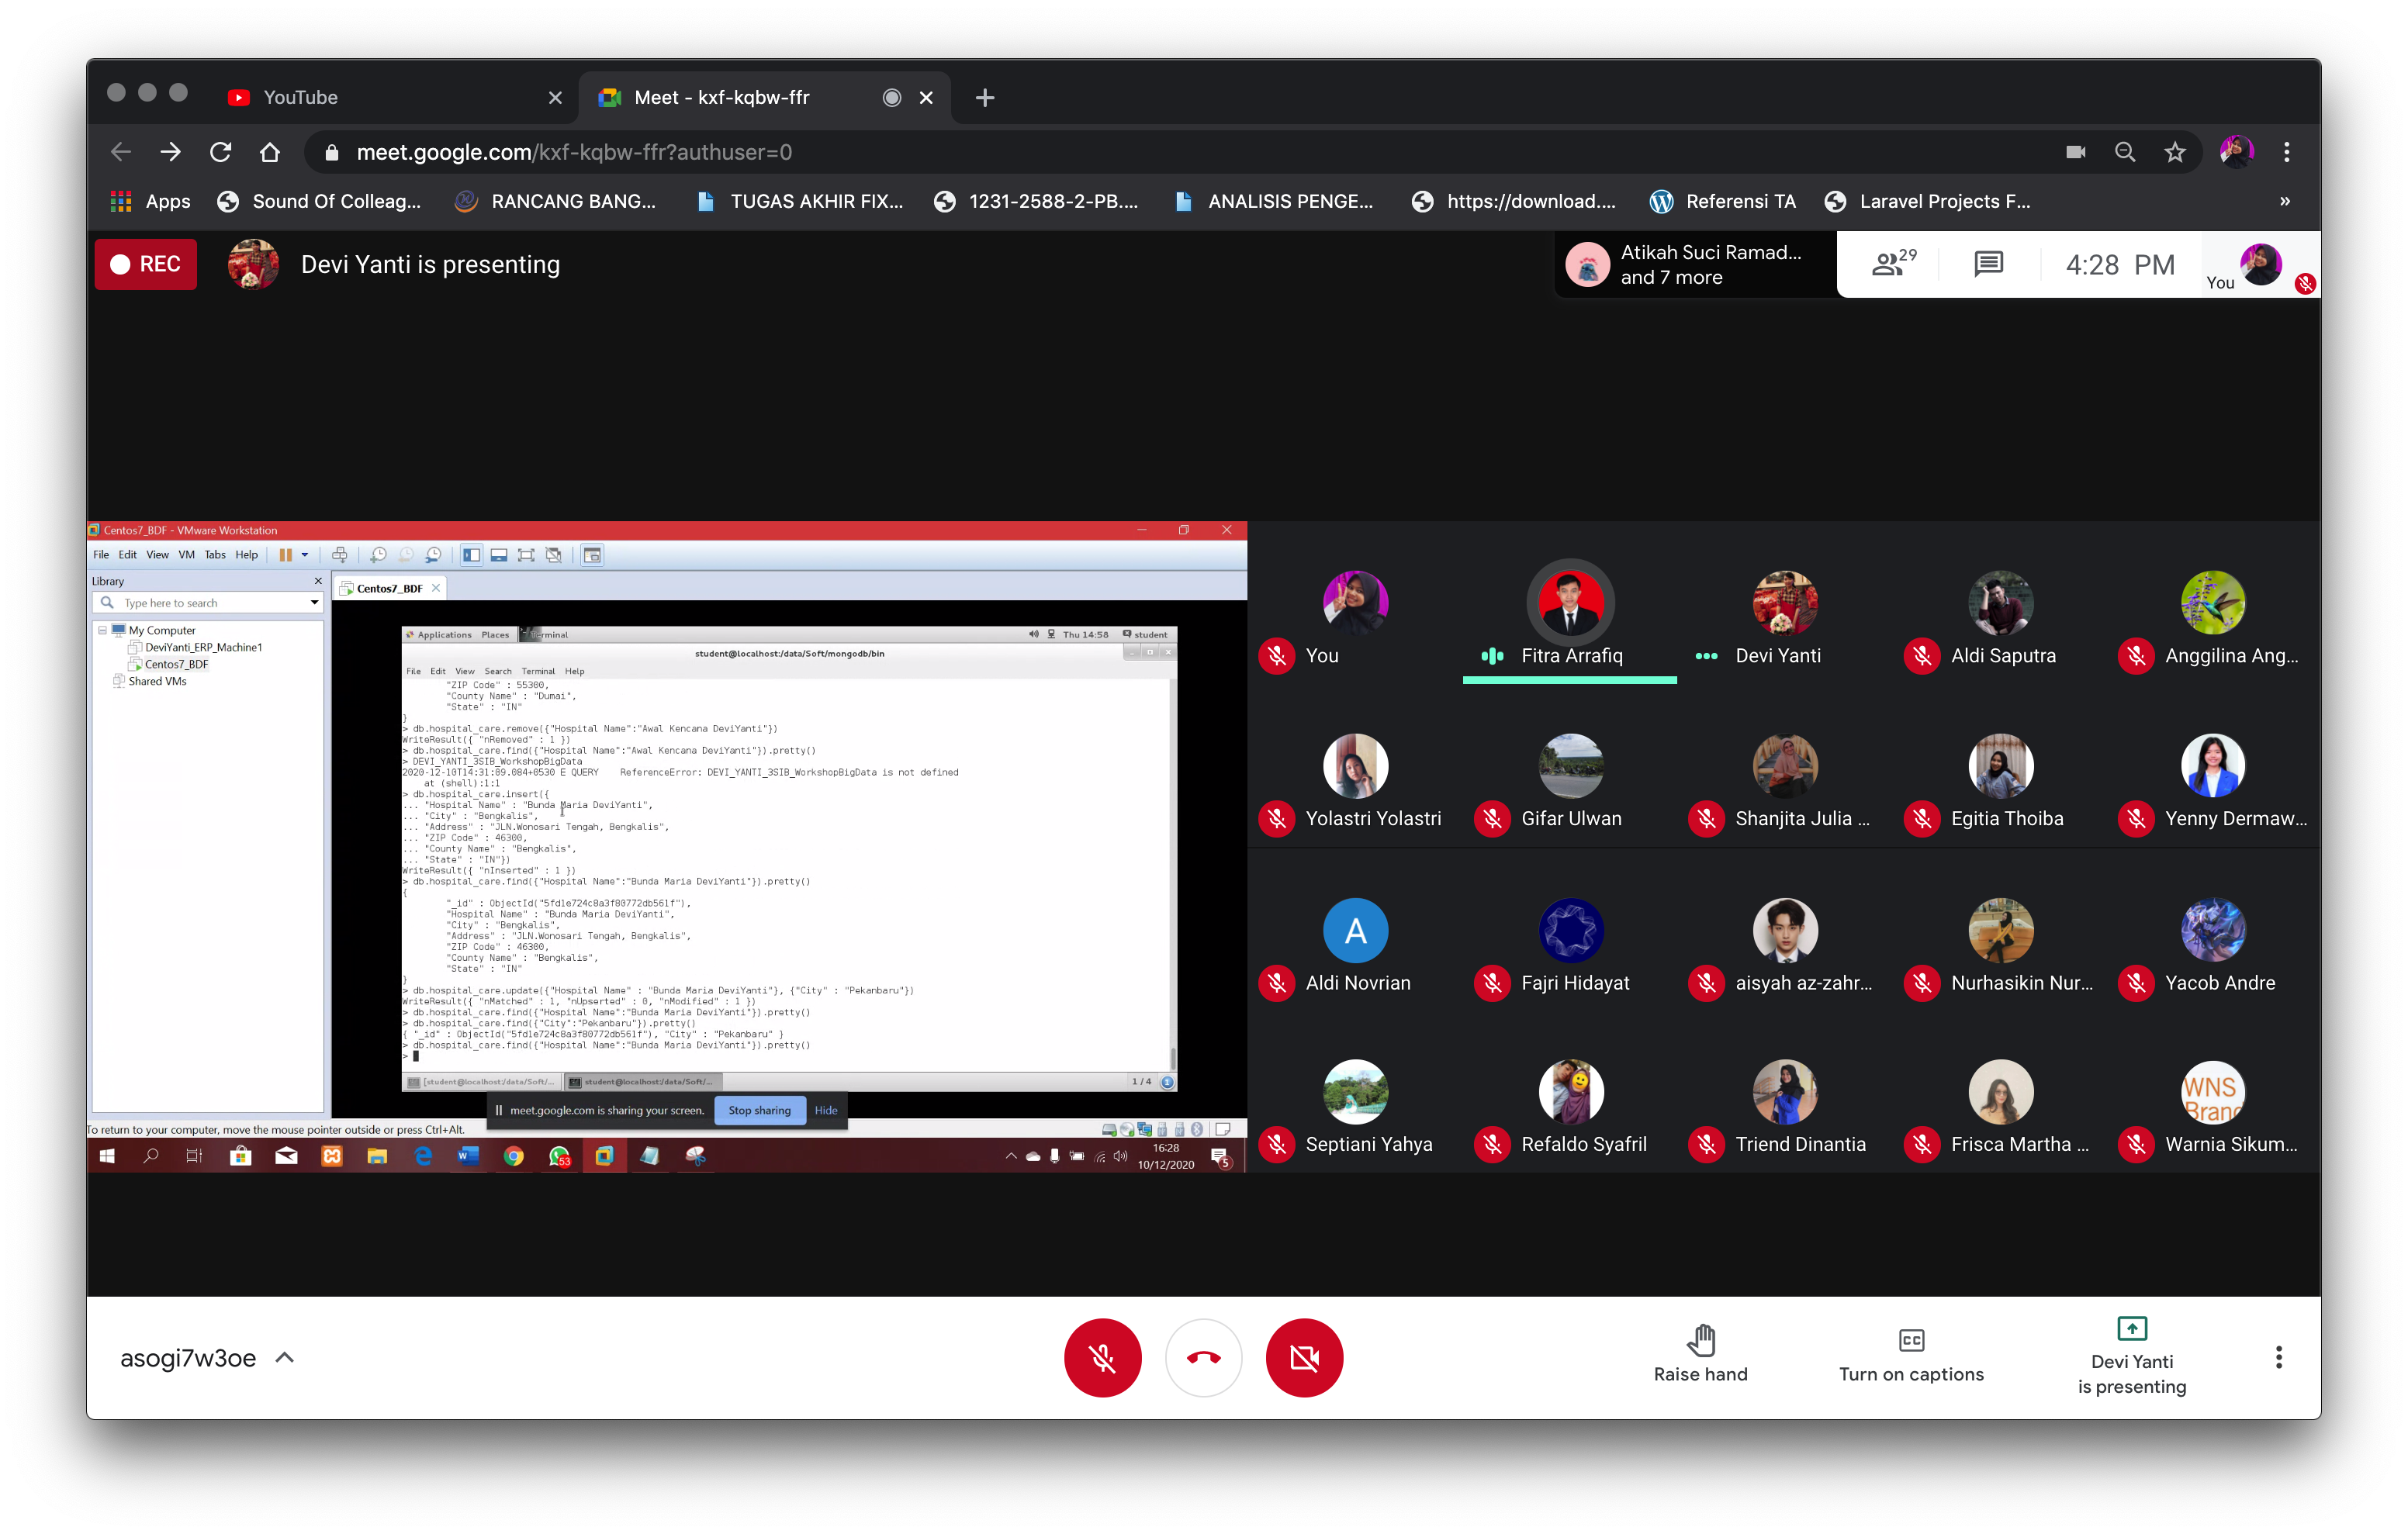 YouTube
Meet - kxf-kqbw-ffr
meet.google.com/kxf-kqbw-ffr?authuser=0
Apps
Sound Of Colleag...
RANCANG BANG...
TUGAS AKHIR FIX...
1231-2588-2-PB....
ANALISIS PENGE...
https://download....
Referensi TA
Laravel Projects F...
»
REC
Devi Yanti is presenting
Atikah Suci Ramad...
and 7 more
29
4:28 PM
You
Centos7_BDF - VMware Workstation
File Edit View VM Tabs Help
Library
Type here to search
My Computer
DeviYanti_ERP_Machine1
Centos7_BDF
Shared VMs
Centos7_BDF
Applications Places Terminal
Thu 14:58 student
student@localhost:/data/Soft/mongodb/bin
File Edit View Search Terminal Help
"ZIP Code" : 55300,
"County Name" : "Dumai",
"State" : "IN"
}
> db.hospital_care.remove({"Hospital Name":"Awal Kencana DeviYanti"})
WriteResult({ "nRemoved" : 1 })
> db.hospital_care.find({"Hospital Name":"Awal Kencana DeviYanti"}).pretty()
> DEVI_YANTI_3SIB_WorkshopBigData
2020-12-10T14:31:09.084+0530 E QUERY    ReferenceError: DEVI_YANTI_3SIB_WorkshopBigData is not defined
at (shell):1:1
> db.hospital_care.insert({
... "Hospital Name" : "Bunda Maria DeviYanti",
... "City" : "Bengkalis",
... "Address" : "JLN.Wonosari Tengah, Bengkalis",
... "ZIP Code" : 46300,
... "County Name" : "Bengkalis",
... "State" : "IN"})
WriteResult({ "nInserted" : 1 })
> db.hospital_care.find({"Hospital Name":"Bunda Maria DeviYanti"}).pretty()
{
"_id" : ObjectId("5fd1e724c8a3f80772db561f"),
"Hospital Name" : "Bunda Maria DeviYanti",
"City" : "Bengkalis",
"Address" : "JLN.Wonosari Tengah, Bengkalis",
"ZIP Code" : 46300,
"County Name" : "Bengkalis",
"State" : "IN"
}
> db.hospital_care.update({"Hospital Name" : "Bunda Maria DeviYanti"}, {"City" : "Pekanbaru"})
WriteResult({ "nMatched" : 1, "nUpserted" : 0, "nModified" : 1 })
> db.hospital_care.find({"Hospital Name":"Bunda Maria DeviYanti"}).pretty()
> db.hospital_care.find({"City":"Pekanbaru"}).pretty()
{ "_id" : ObjectId("5fd1e724c8a3f80772db561f"), "City" : "Pekanbaru" }
> db.hospital_care.find({"Hospital Name":"Bunda Maria DeviYanti"}).pretty()
>
[student@localhost:/data/Soft/...
student@localhost:/data/Soft/...
1 / 4
meet.google.com is sharing your screen. Stop sharing Hide
To return to your computer, move the mouse pointer outside or press Ctrl+Alt.
53
16:28
10/12/2020
5
You
Fitra Arrafiq
Devi Yanti
Aldi Saputra
Anggilina Ang...
Yolastri Yolastri
Gifar Ulwan
Shanjita Julia ...
Egitia Thoiba
Yenny Dermaw...
A
Aldi Novrian
Fajri Hidayat
aisyah az-zahr...
Nurhasikin Nur...
Yacob Andre
WNS
Branc
Septiani Yahya
Refaldo Syafril
Triend Dinantia
Frisca Martha ...
Warnia Sikum...
asogi7w3oe
Raise hand
Turn on captions
Devi Yanti
is presenting